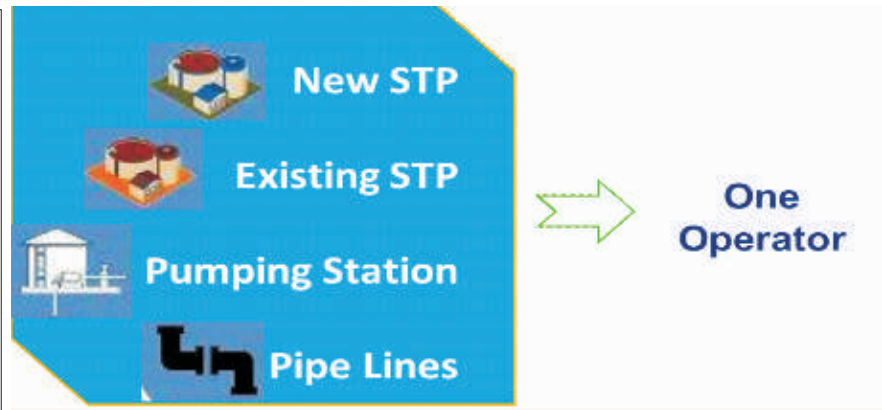 New STP
Existing STP
Pumping Station
Pipe Lines
One
Operator